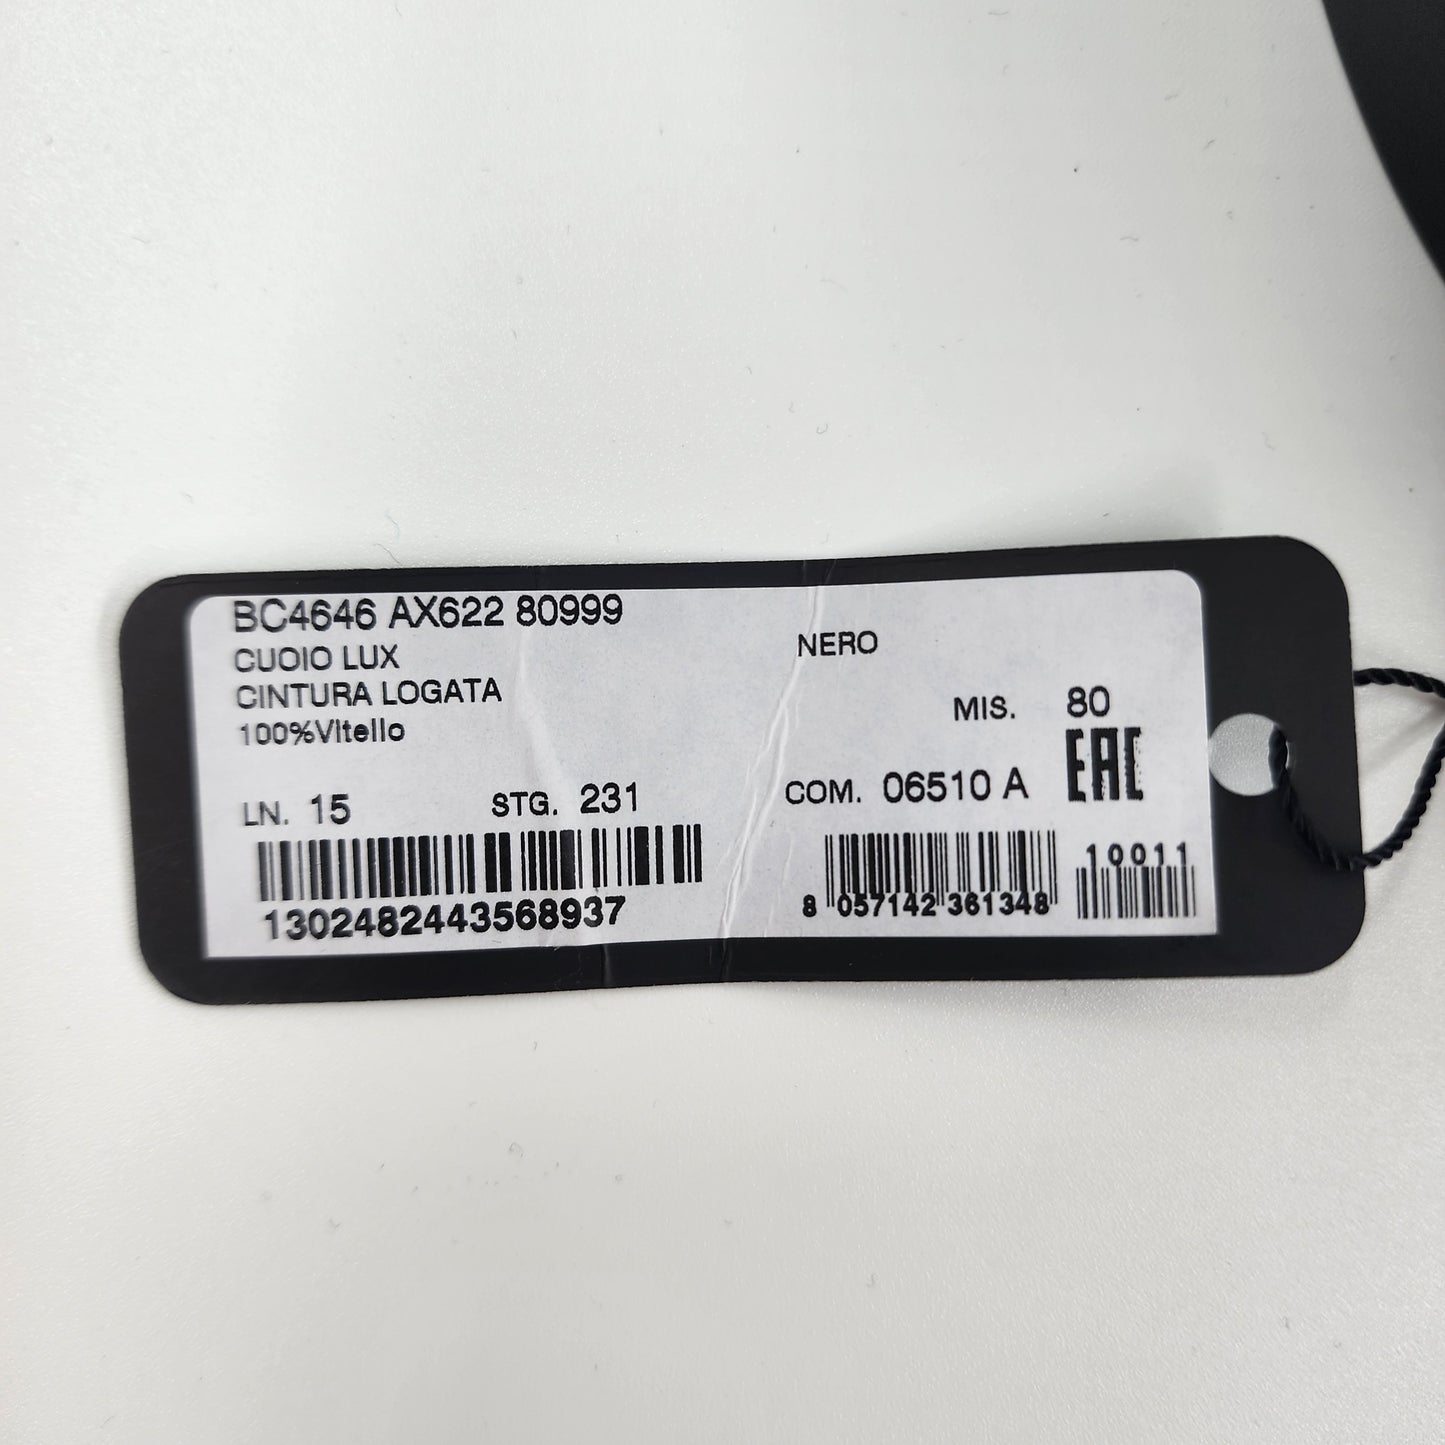 BC4646 AX622 80999
CUOIO LUX
NERO
CINTURA LOGATA
100%Vitello
MIS. 80
EAC
LN. 15 STG. 231 COM. 06510 A
1302482443568937
8 057142 361348
10011